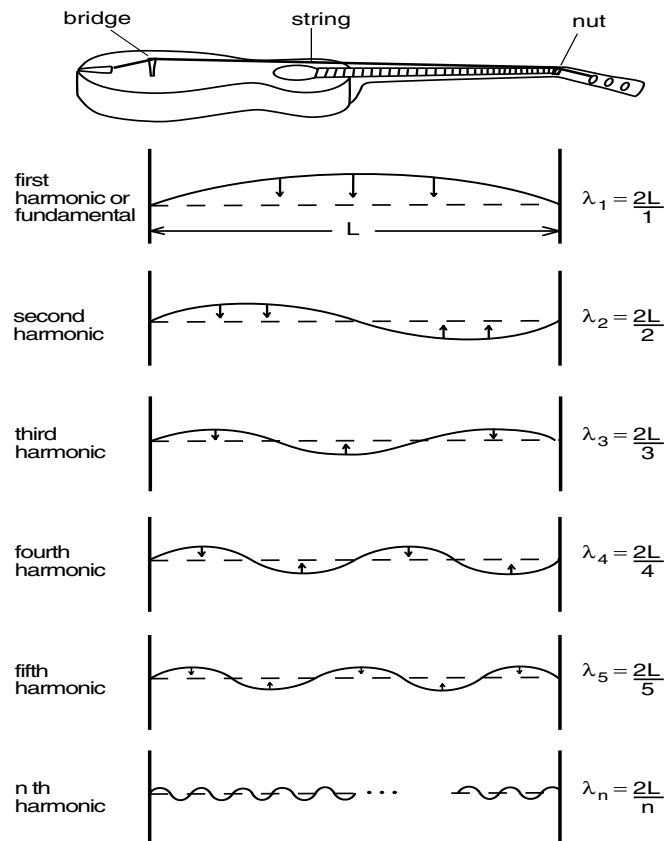 bridge string nut
first
harmonic or
fundamental
λ₁ = 2L/1
L
second
harmonic
λ₂ = 2L/2
third
harmonic
λ₃ = 2L/3
fourth
harmonic
λ₄ = 2L/4
fifth
harmonic
λ₅ = 2L/5
n th
harmonic
λₙ = 2L/n